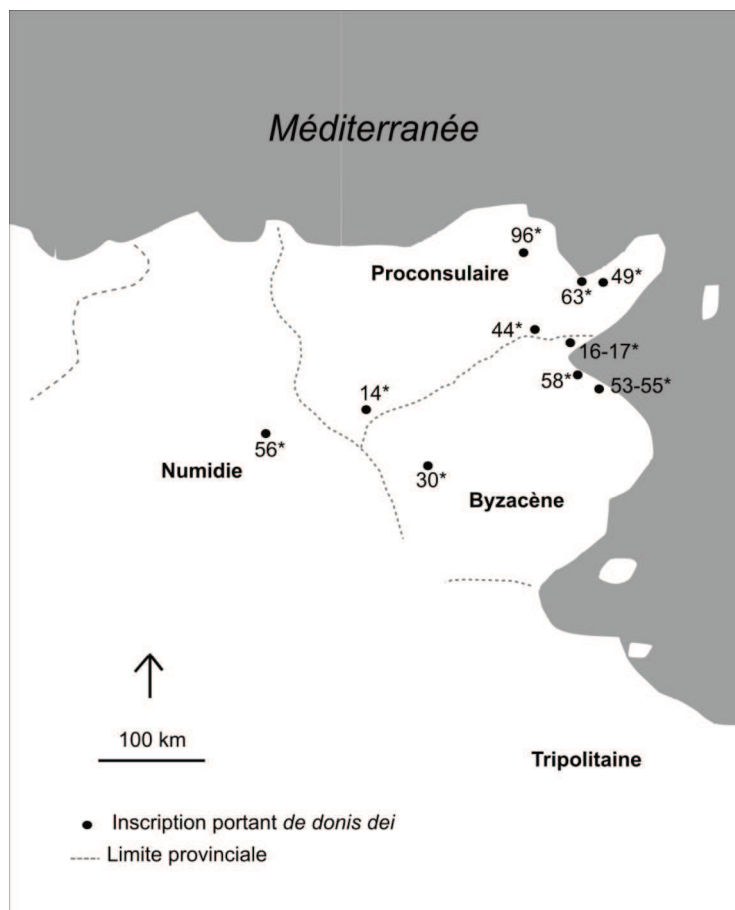 Méditerranée
96*
Proconsulaire
63*
49*
44*
16-17*
58*
53-55*
14*
56*
Numidie
30*
Byzacène
100 km
Tripolitaine
Inscription portant de donis dei
Limite provinciale